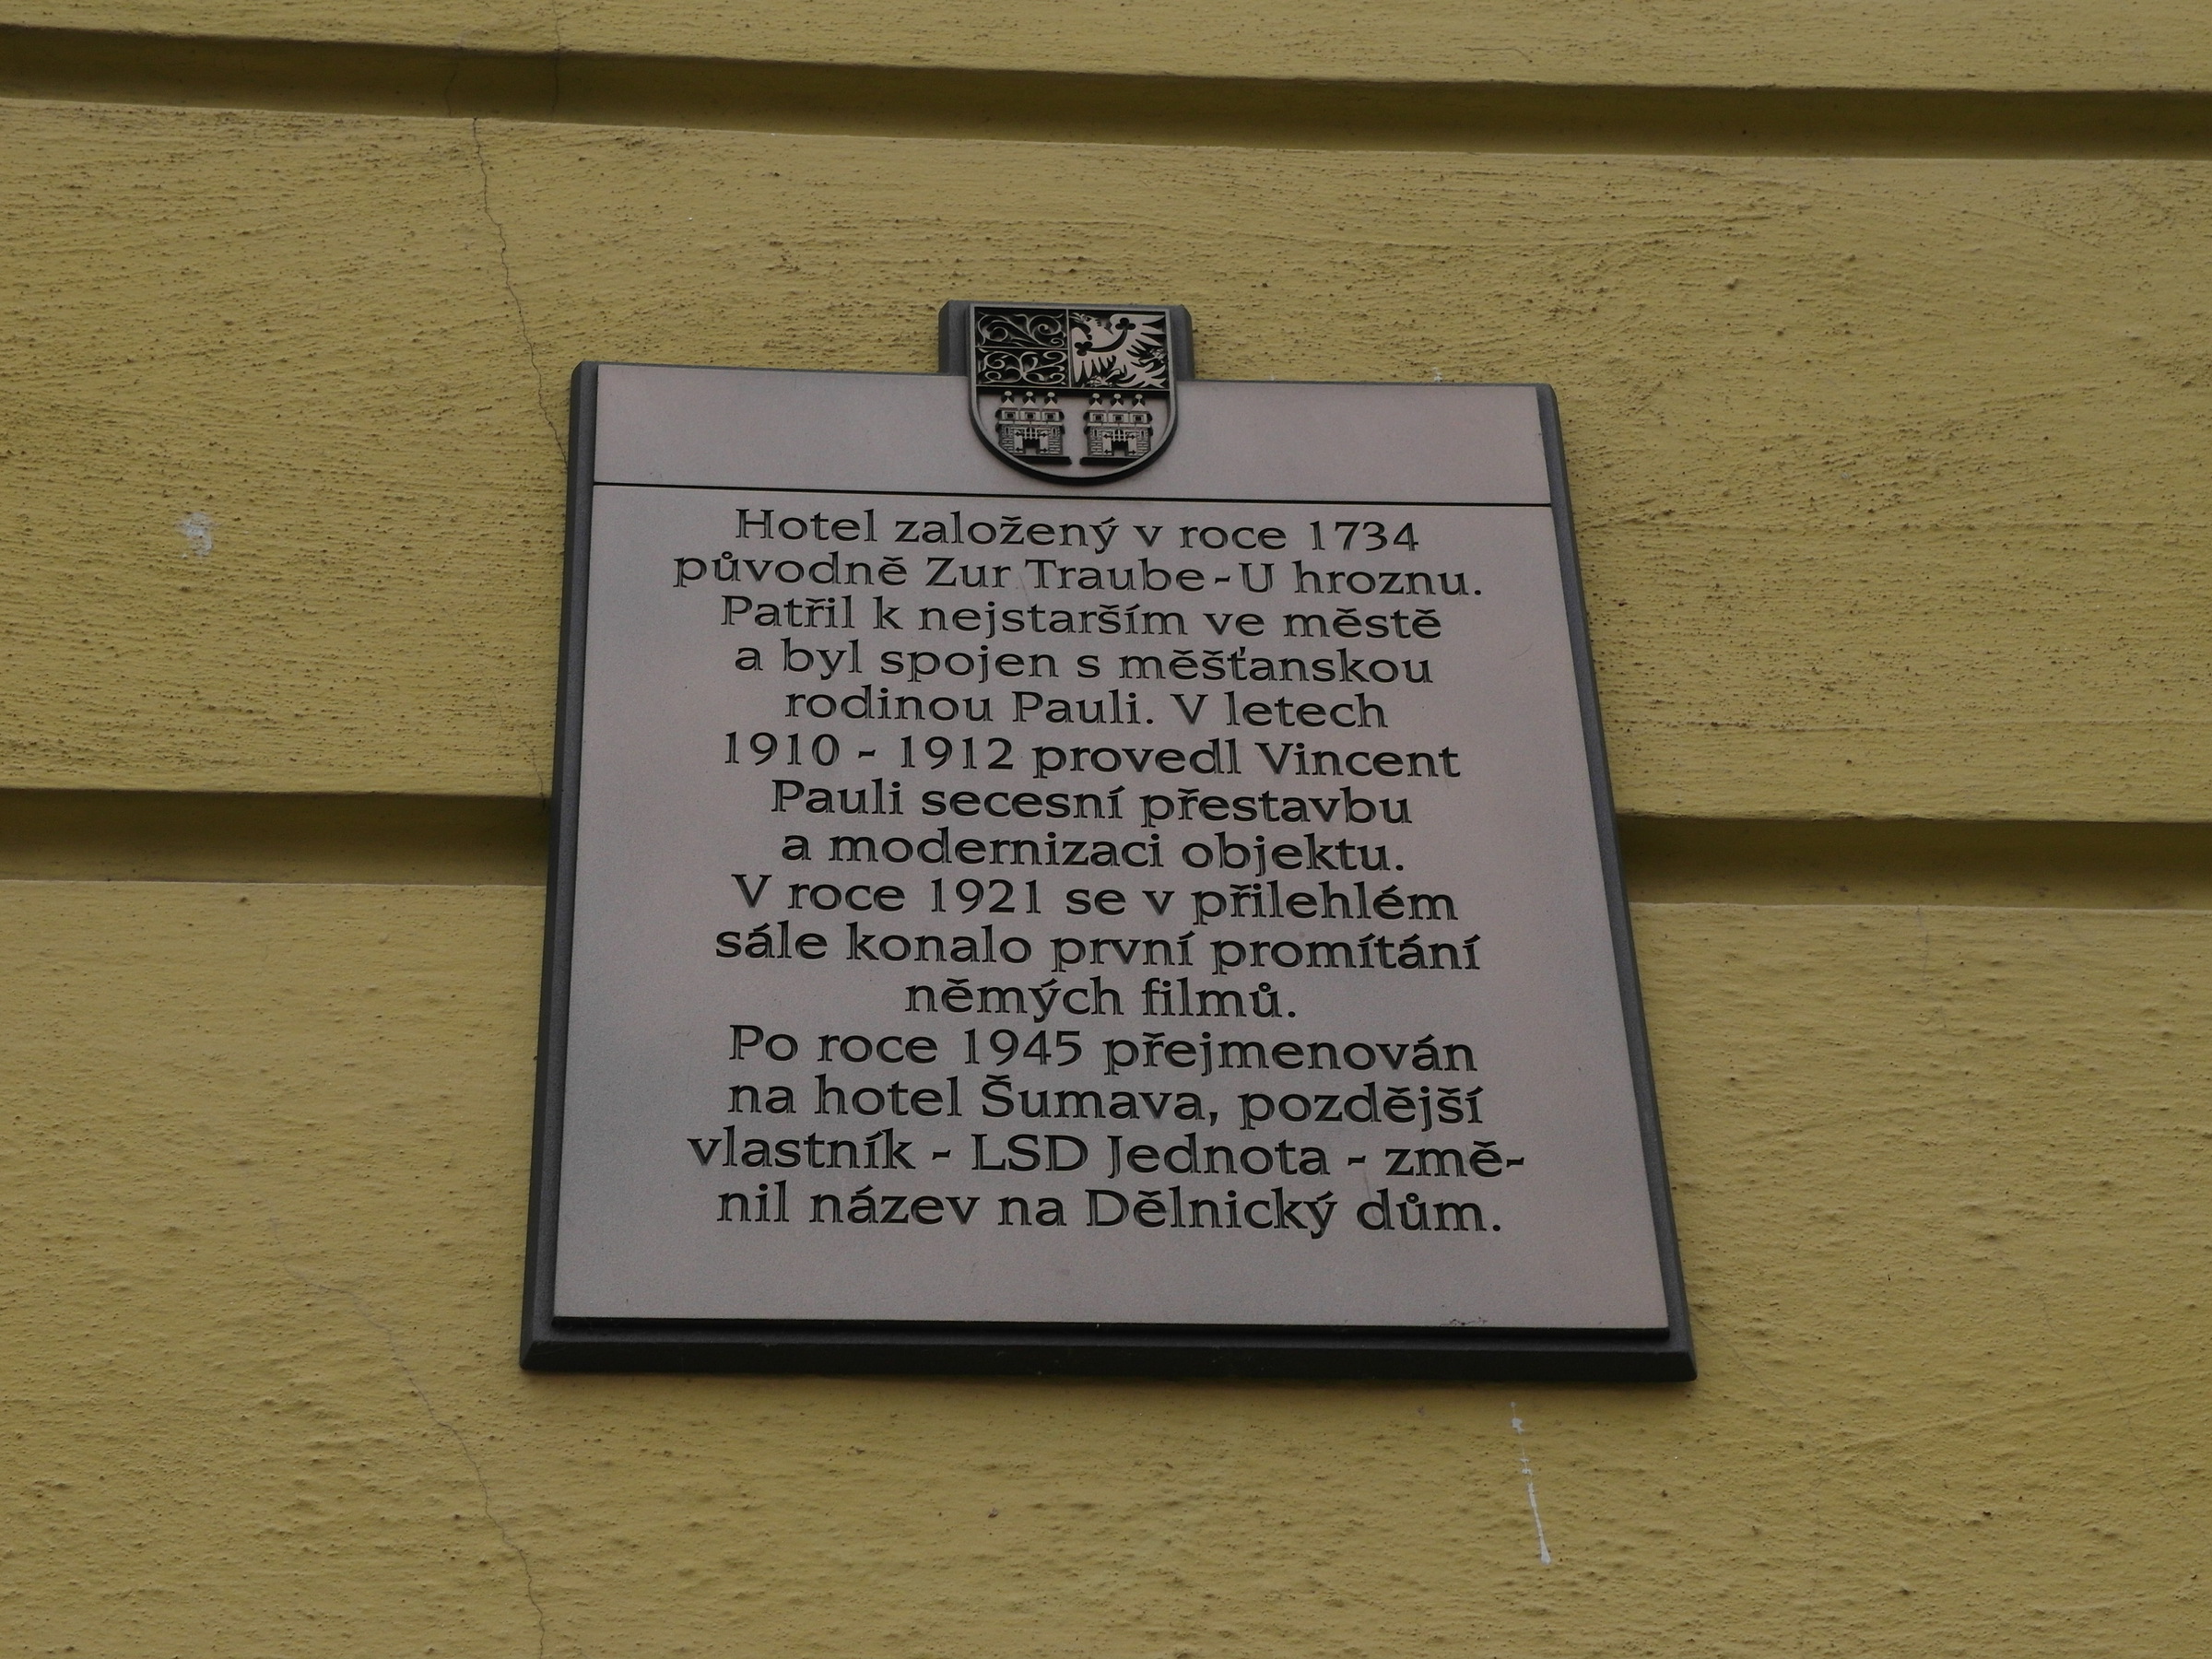 Hotel založený v roce 1734
původně Zur Traube-U hroznu.
Patřil k nejstarším ve městě
a byl spojen s měšťanskou
rodinou Pauli. V letech
1910 - 1912 provedl Vincent
Pauli secesní přestavbu
a modernizaci objektu.
V roce 1921 se v přilehlém
sále konalo první promítání
němých filmů.
Po roce 1945 přejmenován
na hotel Šumava, pozdější
vlastník - LSD Jednota - změ-
nil název na Dělnický dům.